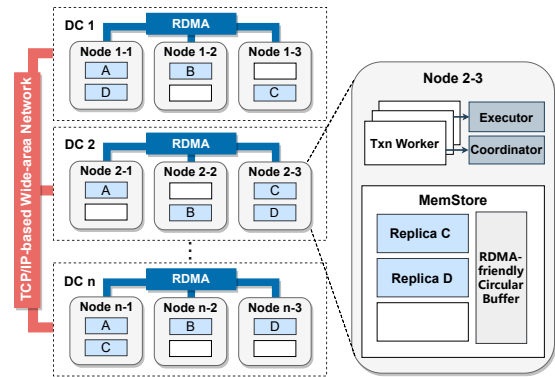 TCP/IP-based Wide-area Network
DC 1
RDMA
Node 1-1
A
D
Node 1-2
B
Node 1-3
C
DC 2
RDMA
Node 2-1
A
Node 2-2
B
Node 2-3
C
D
DC n
RDMA
Node n-1
A
C
Node n-2
B
Node n-3
D
Node 2-3
Txn Worker
Executor
Coordinator
MemStore
Replica C
Replica D
RDMA-
friendly
Circular
Buffer